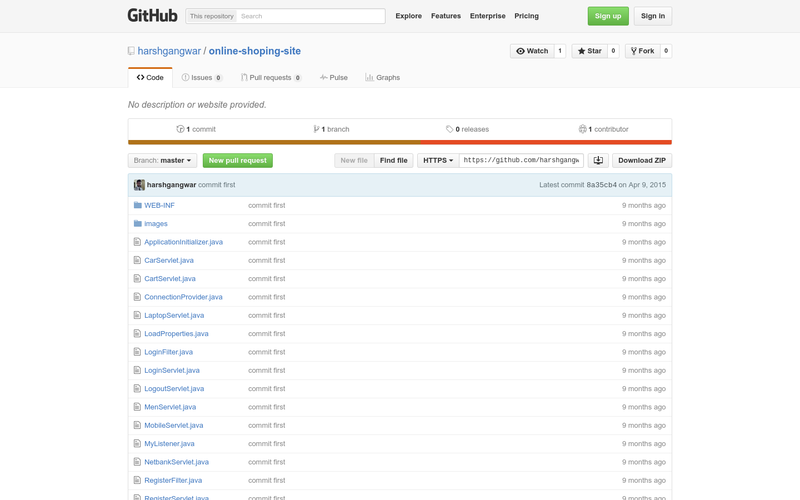 GitHub This repository Search Explore Features Enterprise Pricing Sign up Sign in
harshgangwar / online-shoping-site Watch 1 Star 0 Fork 0
Code Issues 0 Pull requests 0 Pulse Graphs
No description or website provided.
1 commit 1 branch 0 releases 1 contributor
Branch: master New pull request New file Find file HTTPS https://github.com/harshgangw Download ZIP
harshgangwar commit first Latest commit 8a35cb4 on Apr 9, 2015
WEB-INF commit first 9 months ago
images commit first 9 months ago
ApplicationInitializer.java commit first 9 months ago
CarServlet.java commit first 9 months ago
CartServlet.java commit first 9 months ago
ConnectionProvider.java commit first 9 months ago
LaptopServlet.java commit first 9 months ago
LoadProperties.java commit first 9 months ago
LoginFilter.java commit first 9 months ago
LoginServlet.java commit first 9 months ago
LogoutServlet.java commit first 9 months ago
MenServlet.java commit first 9 months ago
MobileServlet.java commit first 9 months ago
MyListener.java commit first 9 months ago
NetbankServlet.java commit first 9 months ago
RegisterFilter.java commit first 9 months ago
RegisterServlet.java commit first 9 months ago